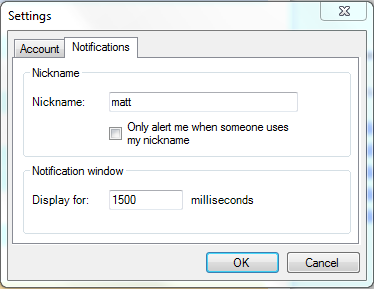 Settings
Account Notifications
Nickname
Nickname: matt
Only alert me when someone uses
my nickname
Notification window
Display for: 1500 milliseconds
OK Cancel